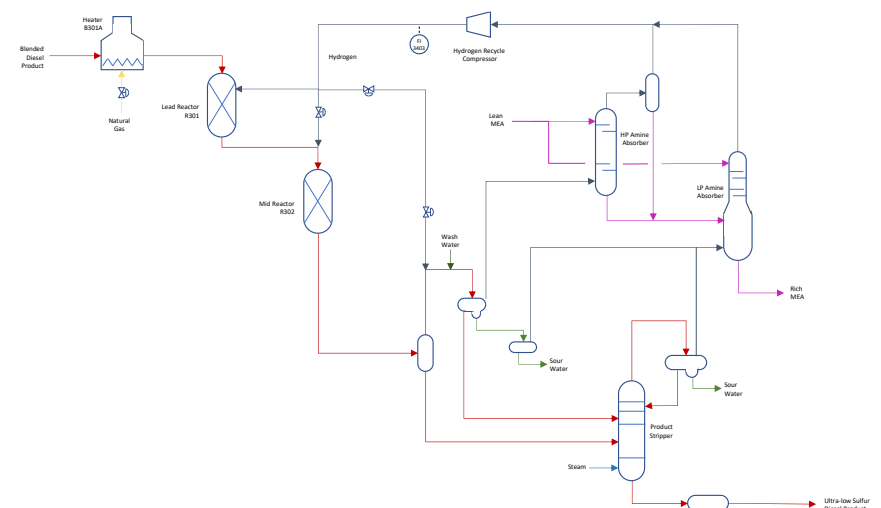 Heater
B301A
Blended
Diesel
Product
Natural
Gas
Lead Reactor
R301
Hydrogen
FI
3403
Hydrogen Recycle
Compressor
Lean
MEA
HP Amine
Absorber
LP Amine
Absorber
Mid Reactor
R302
Wash
Water
Rich
MEA
Sour
Water
Sour
Water
Product
Stripper
Steam
Ultra-low Sulfur
Diesel Product